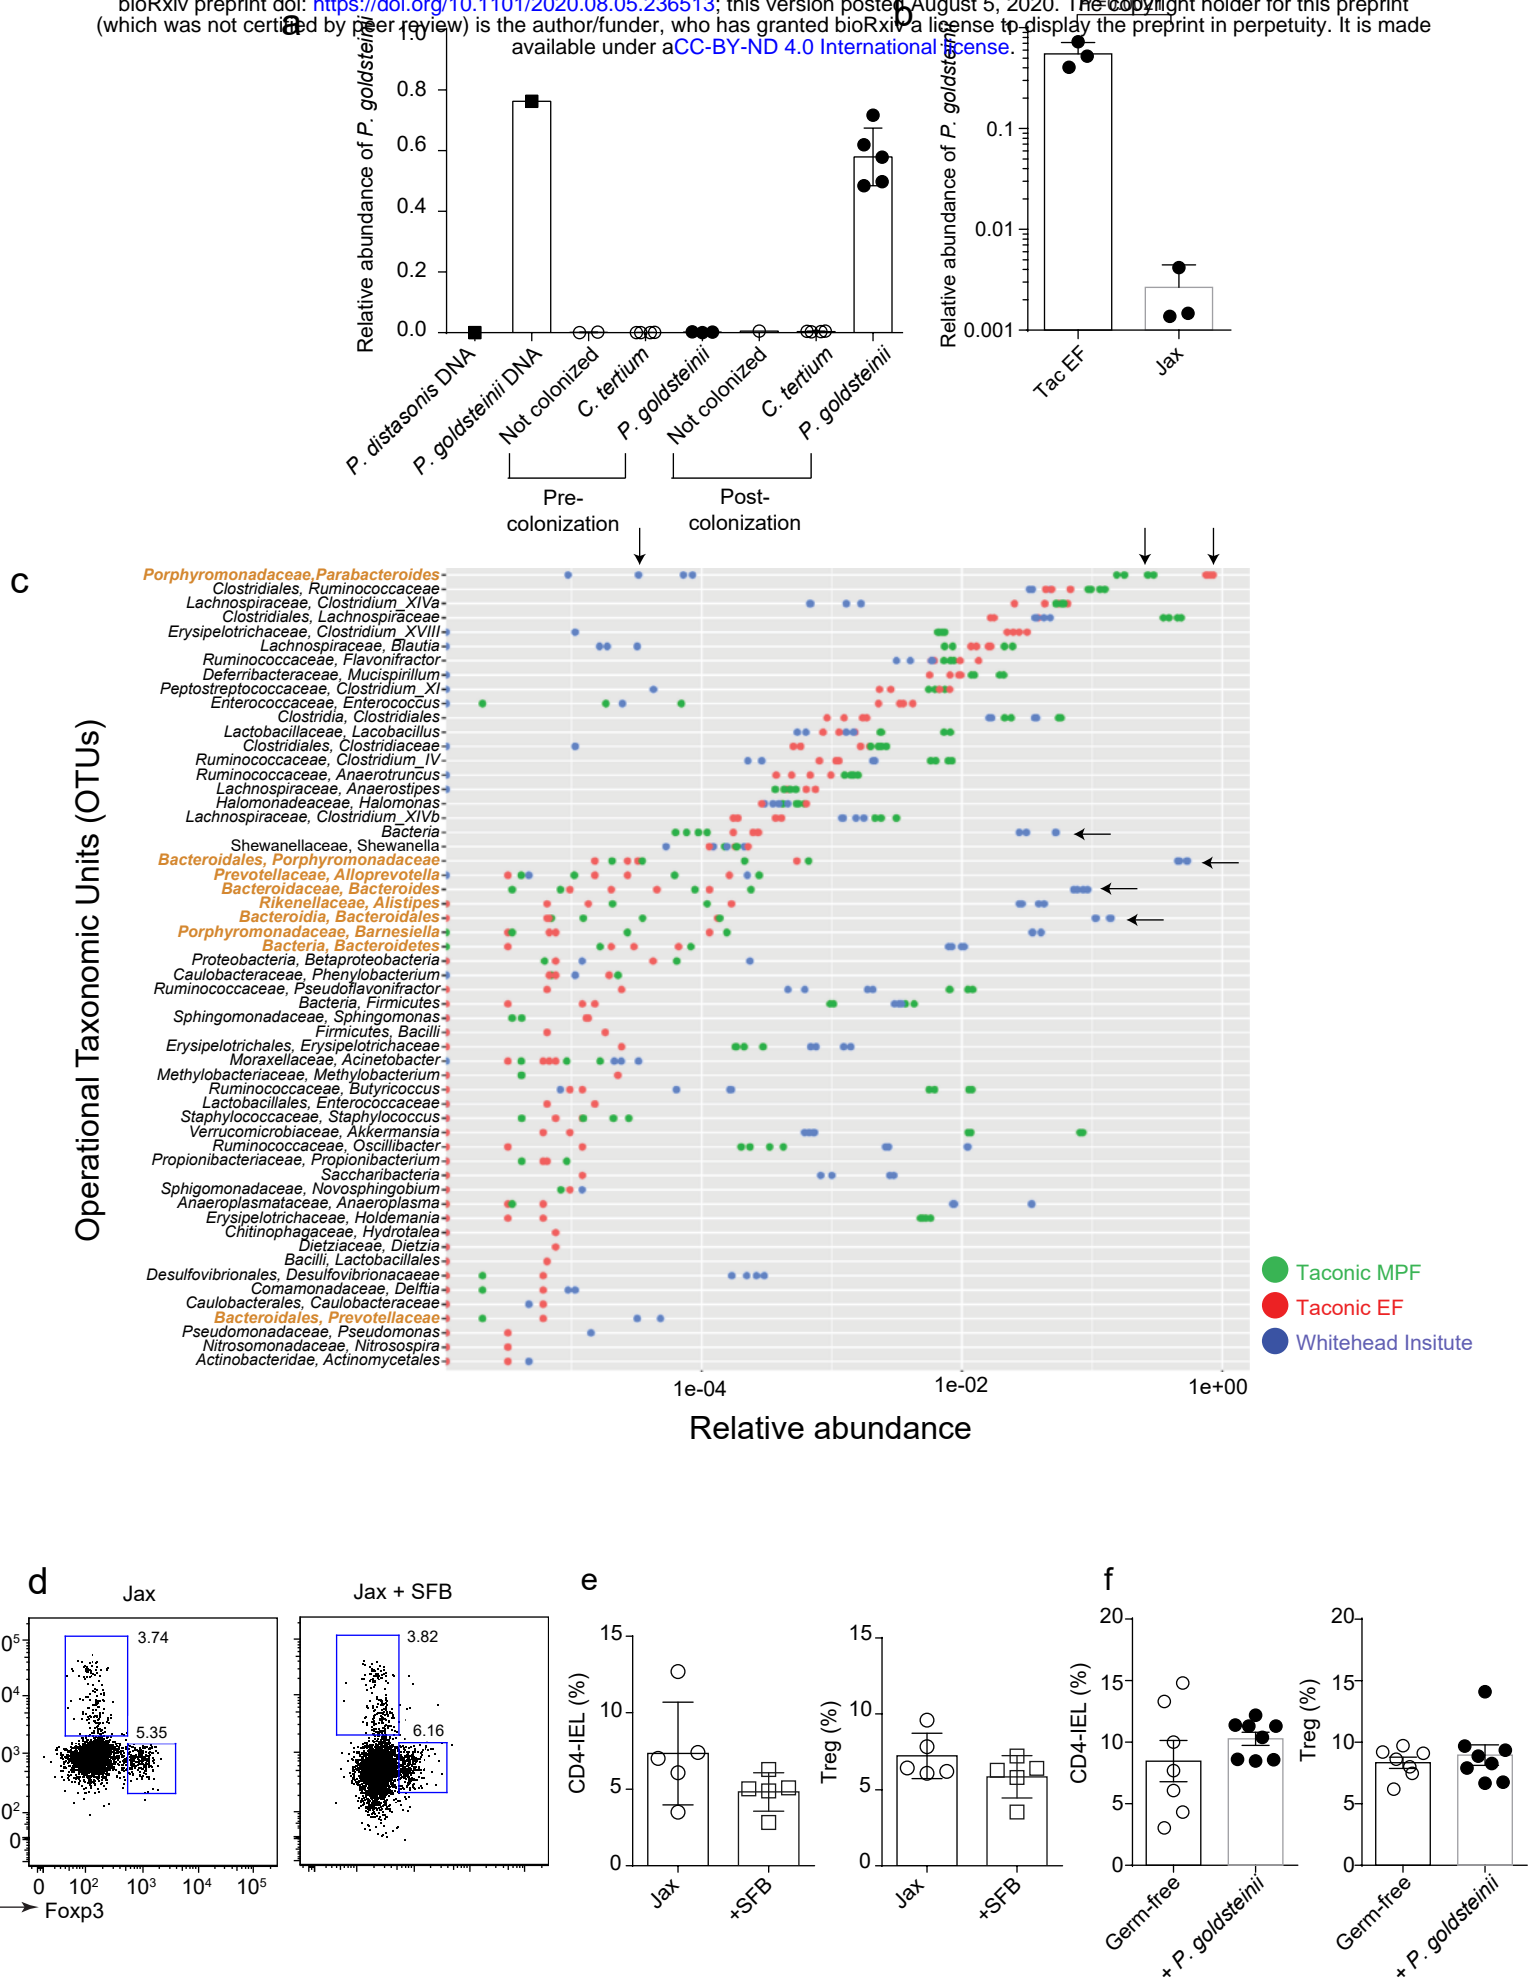 bioRxiv preprint doi: https://doi.org/10.1101/2020.08.05.236513; this version posted August 5, 2020. The copyright holder for this preprint
(which was not certified by peer review) is the author/funder, who has granted bioRxiv a license to display the preprint in perpetuity. It is made
available under aCC-BY-ND 4.0 International license.
a
Relative abundance of P. goldsteinii
1.0
0.8
0.6
0.4
0.2
0.0
P. distasonis DNA
P. goldsteinii DNA
Not colonized
C. tertium
P. goldsteinii
Not colonized
C. tertium
P. goldsteinii
Pre-
colonization
Post-
colonization
b
Relative abundance of P. goldsteinii
1
0.1
0.01
0.001
Tac EF
Jax
c
Operational Taxonomic Units (OTUs)
Porphyromonadaceae,Parabacteroides
Clostridiales, Ruminococcaceae
Lachnospiraceae, Clostridium_XIVa
Clostridiales, Lachnospiraceae
Erysipelotrichaceae, Clostridium_XVIII
Lachnospiraceae, Blautia
Ruminococcaceae, Flavonifractor
Deferribacteraceae, Mucispirillum
Peptostreptococcaceae, Clostridium_XI
Enterococcaceae, Enterococcus
Clostridia, Clostridiales
Lactobacillaceae, Lacobacillus
Clostridiales, Clostridiaceae
Ruminococcaceae, Clostridium_IV
Ruminococcaceae, Anaerotruncus
Lachnospiraceae, Anaerostipes
Halomonadeaceae, Halomonas
Lachnospiraceae, Clostridium_XIVb
Bacteria
Shewanellaceae, Shewanella
Bacteroidales, Porphyromonadaceae
Prevotellaceae, Alloprevotella
Bacteroidaceae, Bacteroides
Rikenellaceae, Alistipes
Bacteroidia, Bacteroidales
Porphyromonadaceae, Barnesiella
Bacteria, Bacteroidetes
Proteobacteria, Betaproteobacteria
Caulobacteraceae, Phenylobacterium
Ruminococcaceae, Pseudoflavonifractor
Bacteria, Firmicutes
Sphingomonadaceae, Sphingomonas
Firmicutes, Bacilli
Erysipelotrichales, Erysipelotrichaceae
Moraxellaceae, Acinetobacter
Methylobacteriaceae, Methylobacterium
Ruminococcaceae, Butyricoccus
Lactobacillales, Enterococcaceae
Staphylococcaceae, Staphylococcus
Verrucomicrobiaceae, Akkermansia
Ruminococcaceae, Oscillibacter
Propionibacteriaceae, Propionibacterium
Saccharibacteria
Sphigomonadaceae, Novosphingobium
Anaeroplasmataceae, Anaeroplasma
Erysipelotrichaceae, Holdemania
Chitinophagaceae, Hydrotalea
Dietziaceae, Dietzia
Bacilli, Lactobacillales
Desulfovibrionales, Desulfovibrionacaeae
Comamonadaceae, Delftia
Caulobacterales, Caulobacteraceae
Bacteroidales, Prevotellaceae
Pseudomonadaceae, Pseudomonas
Nitrosomonadaceae, Nitrosospira
Actinobacteridae, Actinomycetales
1e-04
1e-02
1e+00
Relative abundance
Taconic MPF
Taconic EF
Whitehead Insitute
d
Jax
3.74
5.35
Jax + SFB
3.82
6.16
0⁵
0⁴
0³
0²
0
0
10²
10³
10⁴
10⁵
Foxp3
e
CD4-IEL (%)
15
10
5
0
Jax
+SFB
Treg (%)
15
10
5
0
Jax
+SFB
f
CD4-IEL (%)
20
15
10
5
0
Germ-free
+ P. goldsteinii
Treg (%)
20
15
10
5
0
Germ-free
+ P. goldsteinii